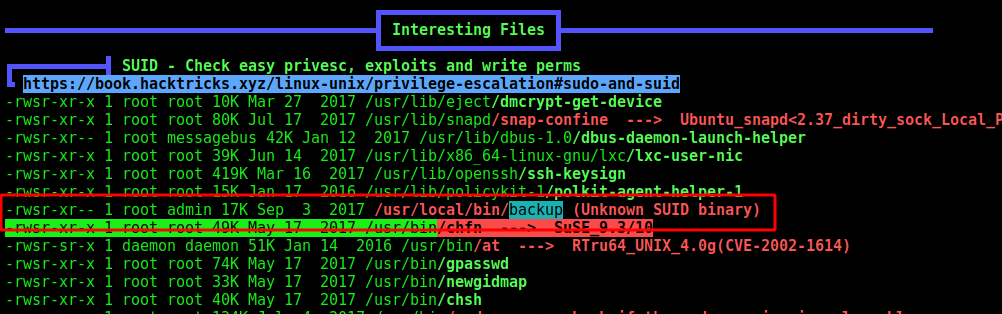 Interesting Files
SUID - Check easy privesc, exploits and write perms
https://book.hacktricks.xyz/linux-unix/privilege-escalation#sudo-and-suid
-rwsr-xr-x 1 root root 10K Mar 27  2017 /usr/lib/eject/dmcrypt-get-device
-rwsr-xr-x 1 root root 80K Jul 17  2017 /usr/lib/snapd/snap-confine  --->  Ubuntu_snapd<2.37_dirty_sock_Local_P
-rwsr-xr-- 1 root messagebus 42K Jan 12  2017 /usr/lib/dbus-1.0/dbus-daemon-launch-helper
-rwsr-xr-x 1 root root 39K Jun 14  2017 /usr/lib/x86_64-linux-gnu/lxc/lxc-user-nic
-rwsr-xr-x 1 root root 419K Mar 16  2017 /usr/lib/openssh/ssh-keysign
-rwsr-xr-x 1 root root 15K Jan 17  2016 /usr/lib/policykit-1/polkit-agent-helper-1
-rwsr-xr-- 1 root admin 17K Sep  3  2017 /usr/local/bin/backup (Unknown SUID binary)
-rwsr-xr-x 1 root root 49K May 17  2017 /usr/bin/chfn  --->  SuSE_9.3/10
-rwsr-sr-x 1 daemon daemon 51K Jan 14  2016 /usr/bin/at  --->  RTru64_UNIX_4.0g(CVE-2002-1614)
-rwsr-xr-x 1 root root 74K May 17  2017 /usr/bin/gpasswd
-rwsr-xr-x 1 root root 33K May 17  2017 /usr/bin/newgidmap
-rwsr-xr-x 1 root root 40K May 17  2017 /usr/bin/chsh